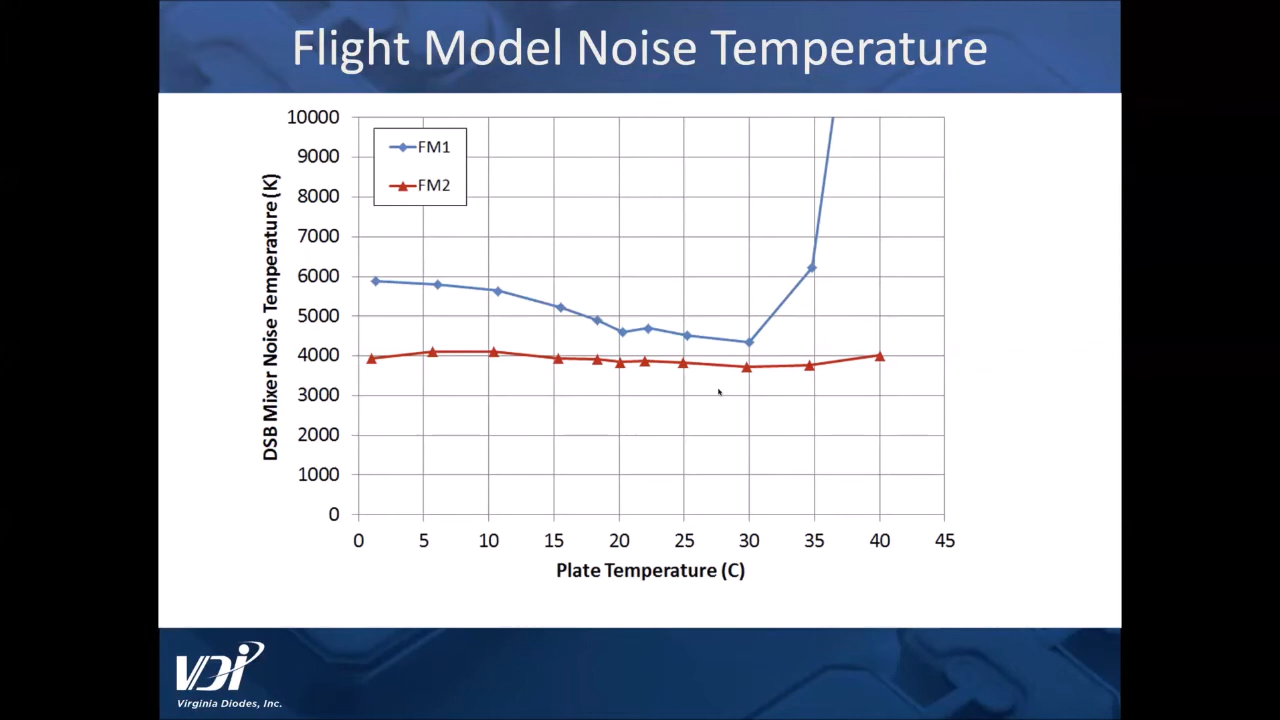 Flight Model Noise Temperature
10000
9000
8000
7000
6000
5000
4000
3000
2000
1000
0
FM1
FM2
DSB Mixer Noise Temperature (K)
0 5 10 15 20 25 30 35 40 45
Plate Temperature (C)
VDI
Virginia Diodes, Inc.